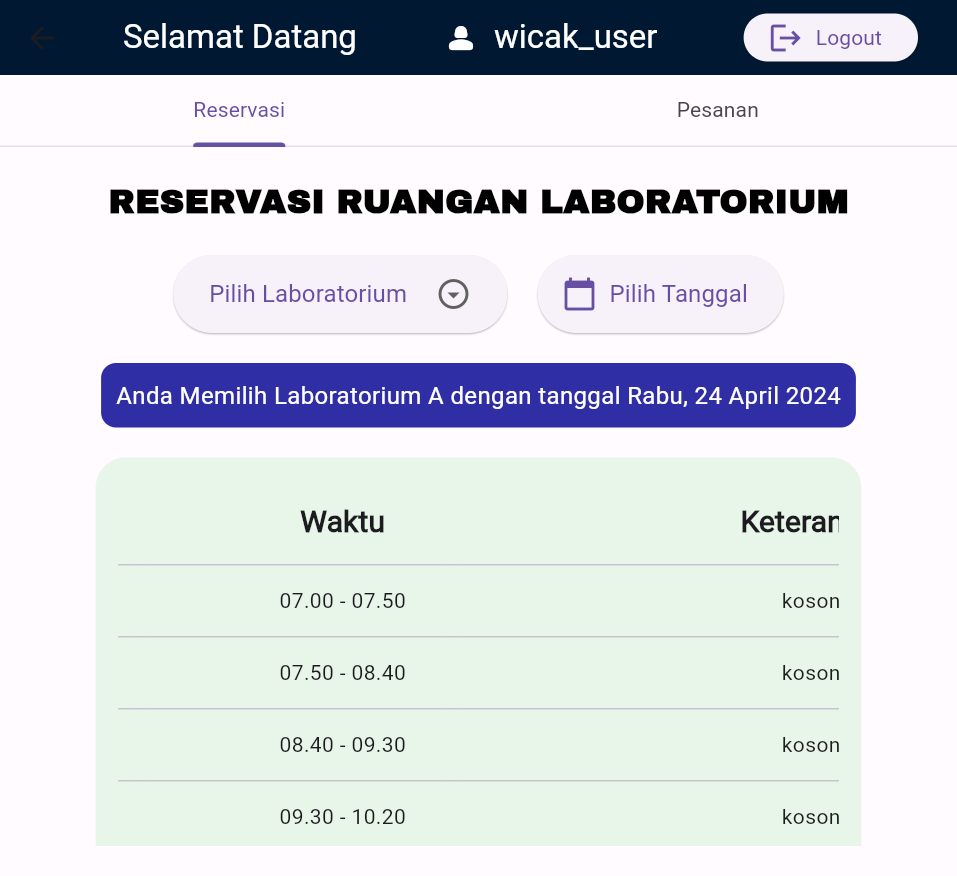 Selamat Datang wicak_user Logout
Reservasi Pesanan
RESERVASI RUANGAN LABORATORIUM
Pilih Laboratorium Pilih Tanggal
Anda Memilih Laboratorium A dengan tanggal Rabu, 24 April 2024
Waktu Keteran
07.00 - 07.50 koson
07.50 - 08.40 koson
08.40 - 09.30 koson
09.30 - 10.20 koson